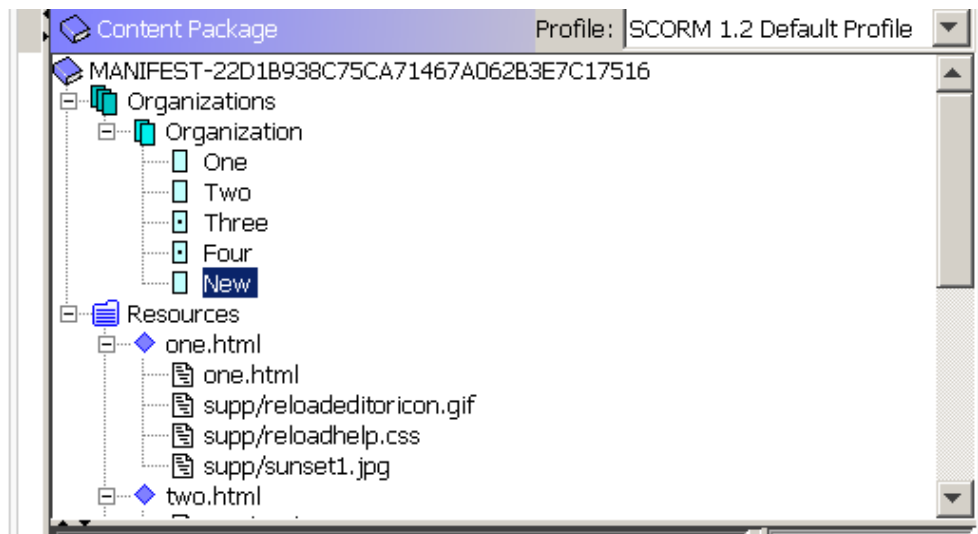 Content Package Profile: SCORM 1.2 Default Profile
MANIFEST-22D1B938C75CA71467A062B3E7C17516
Organizations
Organization
One
Two
Three
Four
New
Resources
one.html
one.html
supp/reloadeditoricon.gif
supp/reloadhelp.css
supp/sunset1.jpg
two.html